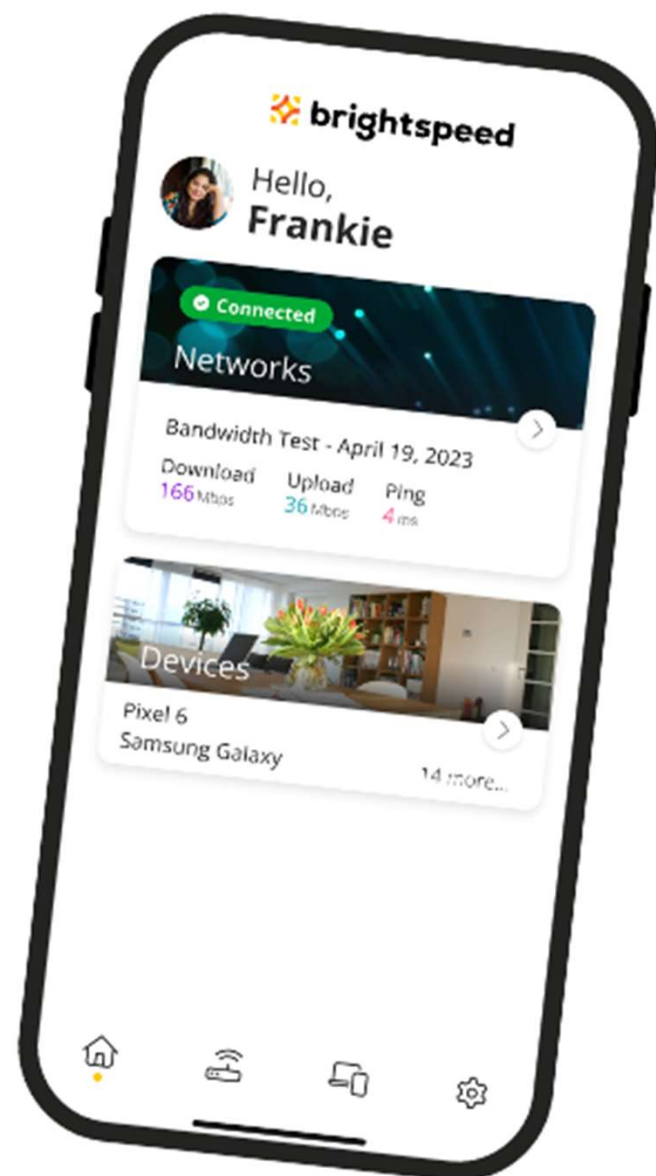 brightspeed
Hello,
Frankie
Connected
Networks
Bandwidth Test - April 19, 2023
Download Upload Ping
166 Mbps 36 Mbps 4 ms
Devices
Pixel 6
Samsung Galaxy
14 more...